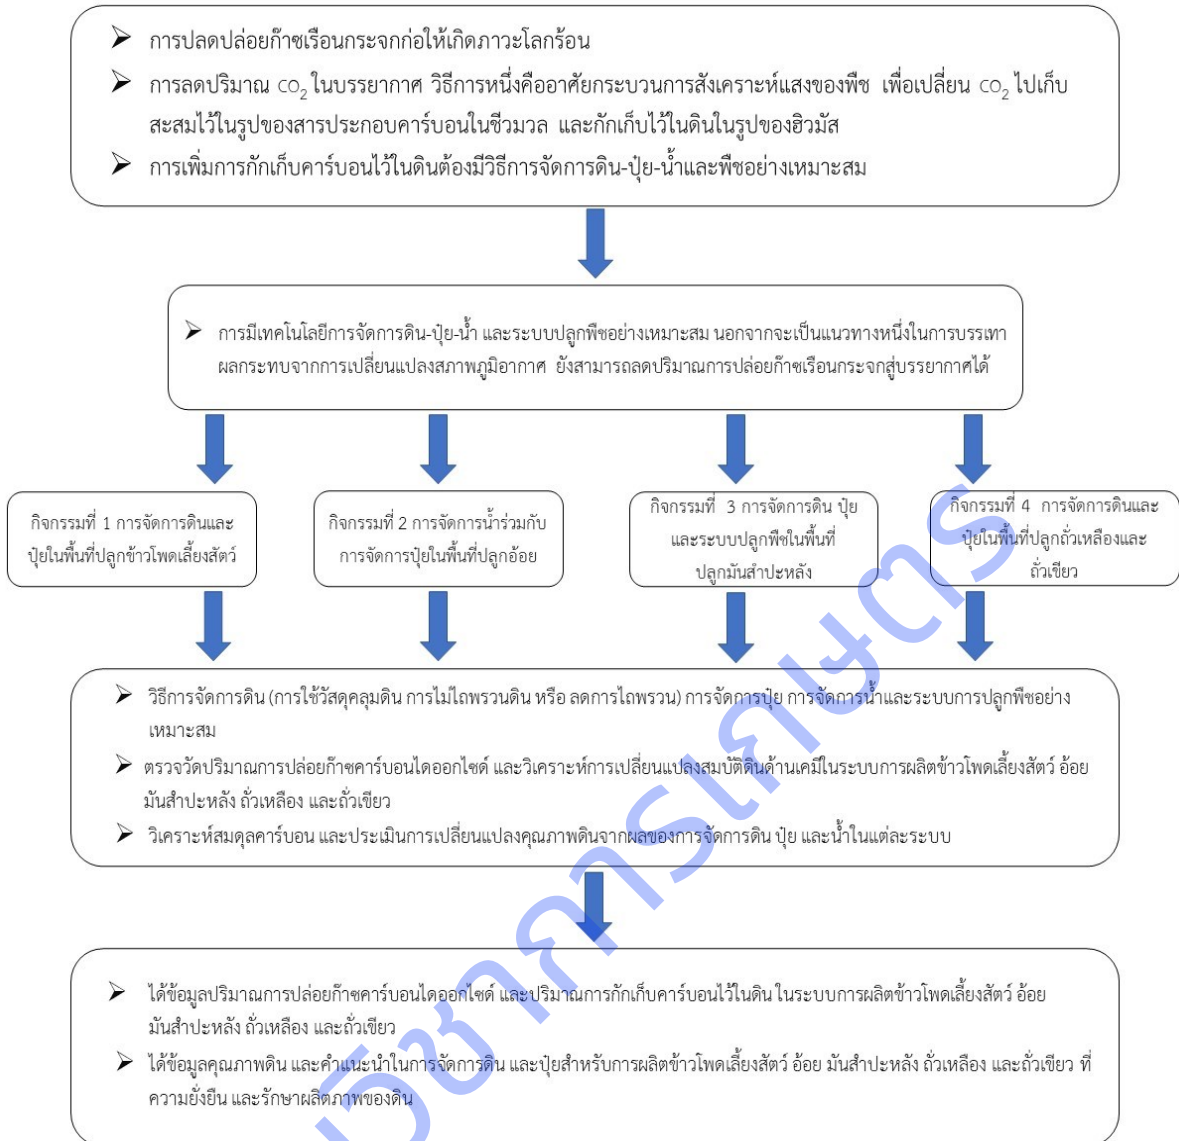 ➤ การปลดปล่อยก๊าซเรือนกระจกก่อให้เกิดภาวะโลกร้อน
➤ การลดปริมาณ CO₂ ในบรรยากาศ วิธีการหนึ่งคืออาศัยกระบวนการสังเคราะห์แสงของพืช เพื่อเปลี่ยน CO₂ ไปเก็บ
สะสมไว้ในรูปของสารประกอบคาร์บอนในชีวมวล และกักเก็บไว้ในดินในรูปของฮิวมัส
➤ การเพิ่มการกักเก็บคาร์บอนไว้ในดินต้องมีวิธีการจัดการดิน-ปุ๋ย-น้ำและพืชอย่างเหมาะสม
➤ การมีเทคโนโลยีการจัดการดิน-ปุ๋ย-น้ำ และระบบปลูกพืชอย่างเหมาะสม นอกจากจะเป็นแนวทางหนึ่งในการบรรเทา
ผลกระทบจากการเปลี่ยนแปลงสภาพภูมิอากาศ ยังสามารถลดปริมาณการปล่อยก๊าซเรือนกระจกสู่บรรยากาศได้
กิจกรรมที่ 1 การจัดการดินและ
ปุ๋ยในพื้นที่ปลูกข้าวโพดเลี้ยงสัตว์
กิจกรรมที่ 2 การจัดการน้ำร่วมกับ
การจัดการปุ๋ยในพื้นที่ปลูกอ้อย
กิจกรรมที่ 3 การจัดการดิน ปุ๋ย
และระบบปลูกพืชในพื้นที่
ปลูกมันสำปะหลัง
กิจกรรมที่ 4 การจัดการดินและ
ปุ๋ยในพื้นที่ปลูกถั่วเหลืองและ
ถั่วเขียว
➤ วิธีการจัดการดิน (การใช้วัสดุคลุมดิน การไม่ไถพรวนดิน หรือ ลดการไถพรวน) การจัดการปุ๋ย การจัดการน้ำและระบบการปลูกพืชอย่าง
เหมาะสม
➤ ตรวจวัดปริมาณการปล่อยก๊าซคาร์บอนไดออกไซด์ และวิเคราะห์การเปลี่ยนแปลงสมบัติดินด้านเคมีในระบบการผลิตข้าวโพดเลี้ยงสัตว์ อ้อย
มันสำปะหลัง ถั่วเหลือง และถั่วเขียว
➤ วิเคราะห์สมดุลคาร์บอน และประเมินการเปลี่ยนแปลงคุณภาพดินจากผลของการจัดการดิน ปุ๋ย และน้ำในแต่ละระบบ
➤ ได้ข้อมูลปริมาณการปล่อยก๊าซคาร์บอนไดออกไซด์ และปริมาณการกักเก็บคาร์บอนไว้ในดิน ในระบบการผลิตข้าวโพดเลี้ยงสัตว์ อ้อย
มันสำปะหลัง ถั่วเหลือง และถั่วเขียว
➤ ได้ข้อมูลคุณภาพดิน และคำแนะนำในการจัดการดิน และปุ๋ยสำหรับการผลิตข้าวโพดเลี้ยงสัตว์ อ้อย มันสำปะหลัง ถั่วเหลือง และถั่วเขียว ที่
ความยั่งยืน และรักษาผลิตภาพของดิน
วิชาการเกษตร